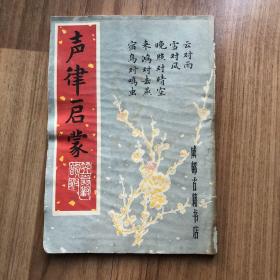 声律启蒙
云对雨
雪对风
晚照对晴空
来鸿对去燕
宿鸟对鸣虫
成都古籍书店